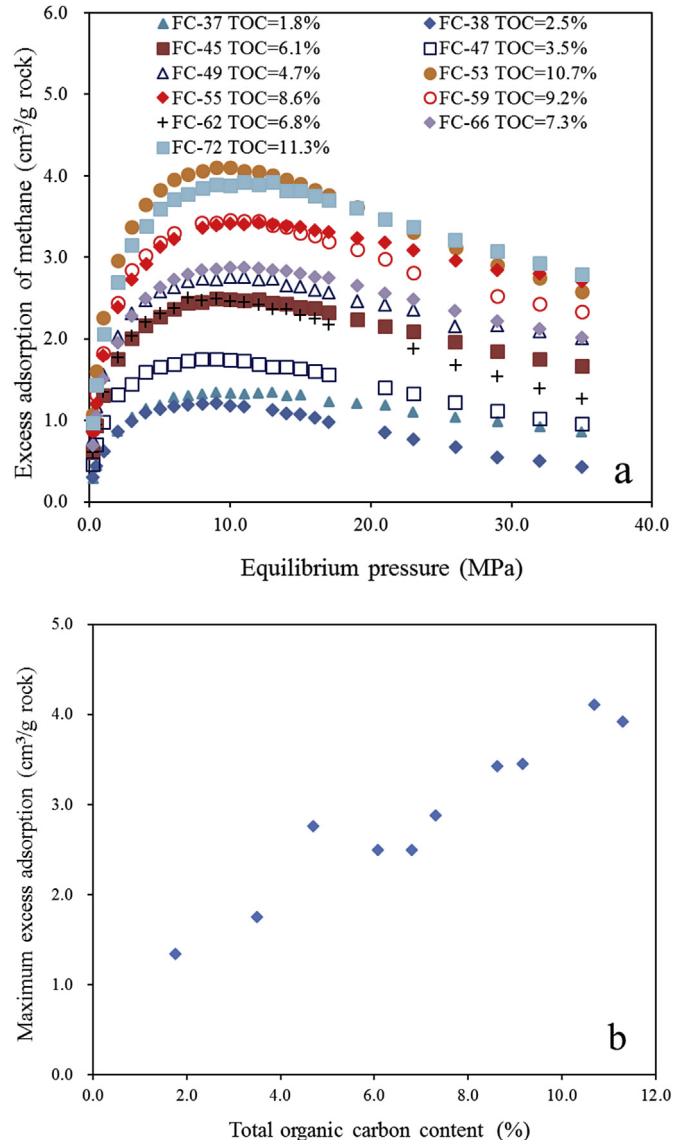 6.0
5.0
4.0
3.0
2.0
1.0
0.0
Excess adsorption of methane (cm³/g rock)
FC-37 TOC=1.8% FC-38 TOC=2.5%
FC-45 TOC=6.1% FC-47 TOC=3.5%
FC-49 TOC=4.7% FC-53 TOC=10.7%
FC-55 TOC=8.6% FC-59 TOC=9.2%
FC-62 TOC=6.8% FC-66 TOC=7.3%
FC-72 TOC=11.3%
a
0.0 10.0 20.0 30.0 40.0
Equilibrium pressure (MPa)
5.0
4.0
3.0
2.0
1.0
0.0
Maximum excess adsorption (cm³/g rock)
b
0.0 2.0 4.0 6.0 8.0 10.0 12.0
Total organic carbon content (%)